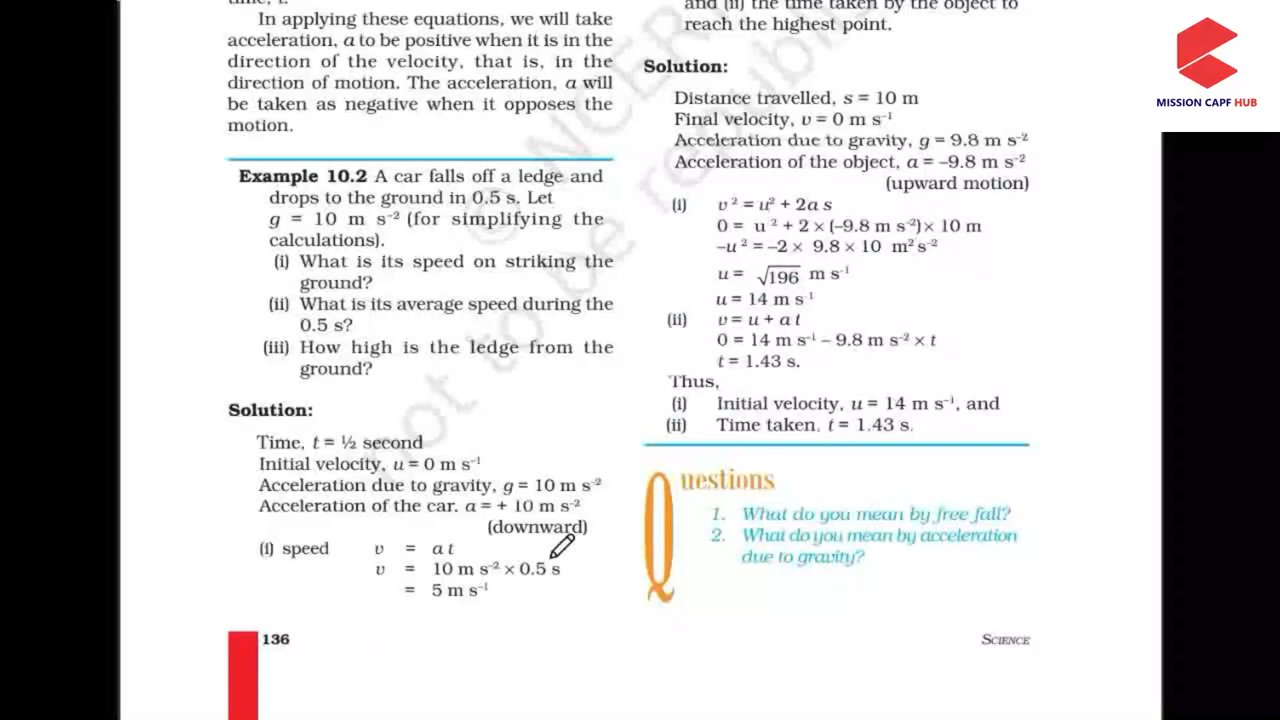 In applying these equations, we will take
acceleration, a to be positive when it is in the
direction of the velocity, that is, in the
direction of motion. The acceleration, a will
be taken as negative when it opposes the
motion.
Example 10.2 A car falls off a ledge and
drops to the ground in 0.5 s. Let
g = 10 m s⁻² (for simplifying the
calculations).
(i) What is its speed on striking the
ground?
(ii) What is its average speed during the
0.5 s?
(iii) How high is the ledge from the
ground?
Solution:
Time, t = ½ second
Initial velocity, u = 0 m s⁻¹
Acceleration due to gravity, g = 10 m s⁻²
Acceleration of the car, a = + 10 m s⁻²
(downward)
(i) speed v = a t
v = 10 m s⁻² × 0.5 s
= 5 m s⁻¹
136
and (ii) the time taken by the object to
reach the highest point.
Solution:
Distance travelled, s = 10 m
Final velocity, v = 0 m s⁻¹
Acceleration due to gravity, g = 9.8 m s⁻²
Acceleration of the object, a = –9.8 m s⁻²
(upward motion)
(i) v² = u² + 2a s
0 = u² + 2 × (–9.8 m s⁻²) × 10 m
–u² = –2 × 9.8 × 10 m² s⁻²
u = √196 m s⁻¹
u = 14 m s⁻¹
(ii) v = u + a t
0 = 14 m s⁻¹ – 9.8 m s⁻² × t
t = 1.43 s.
Thus,
(i) Initial velocity, u = 14 m s⁻¹, and
(ii) Time taken, t = 1.43 s.
Questions
1. What do you mean by free fall?
2. What do you mean by acceleration
due to gravity?
SCIENCE
MISSION CAPF HUB
not to be republis
© NCER